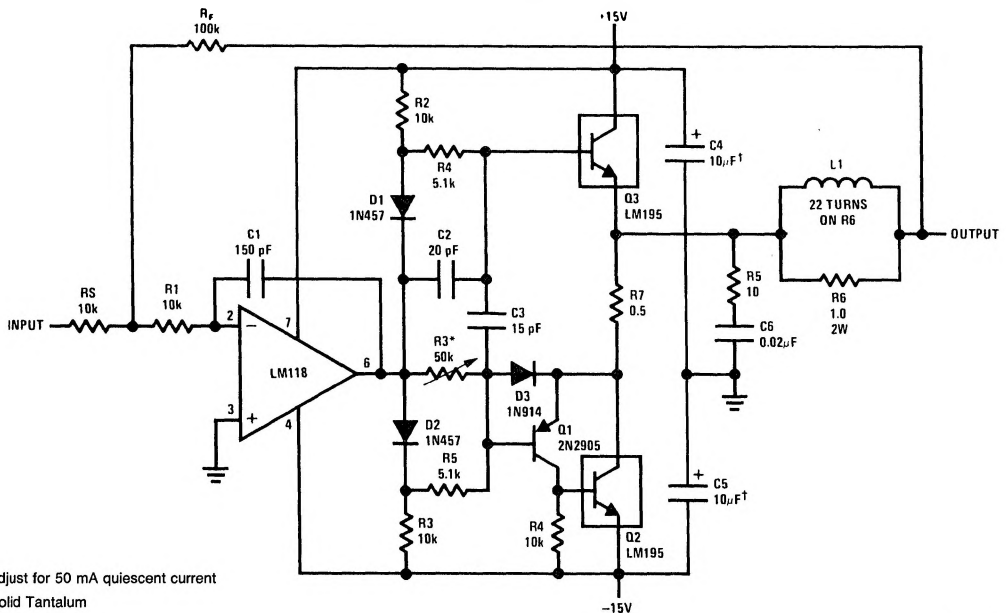 RF
100k
+15V
R2
10k
R4
5.1k
D1
1N457
C1
150 pF
C2
20 pF
Q3
LM195
C4
+
10µF†
L1
22 TURNS
ON R6
OUTPUT
RS
10k
R1
10k
INPUT
2
−
7
LM118
6
3
+
4
C3
15 pF
R3*
50k
R7
0.5
R5
10
C6
0.02µF
R6
1.0
2W
D3
1N914
D2
1N457
Q1
2N2905
R5
5.1k
R3
10k
R4
10k
Q2
LM195
+
C5
10µF†
−15V
djust for 50 mA quiescent current
olid Tantalum